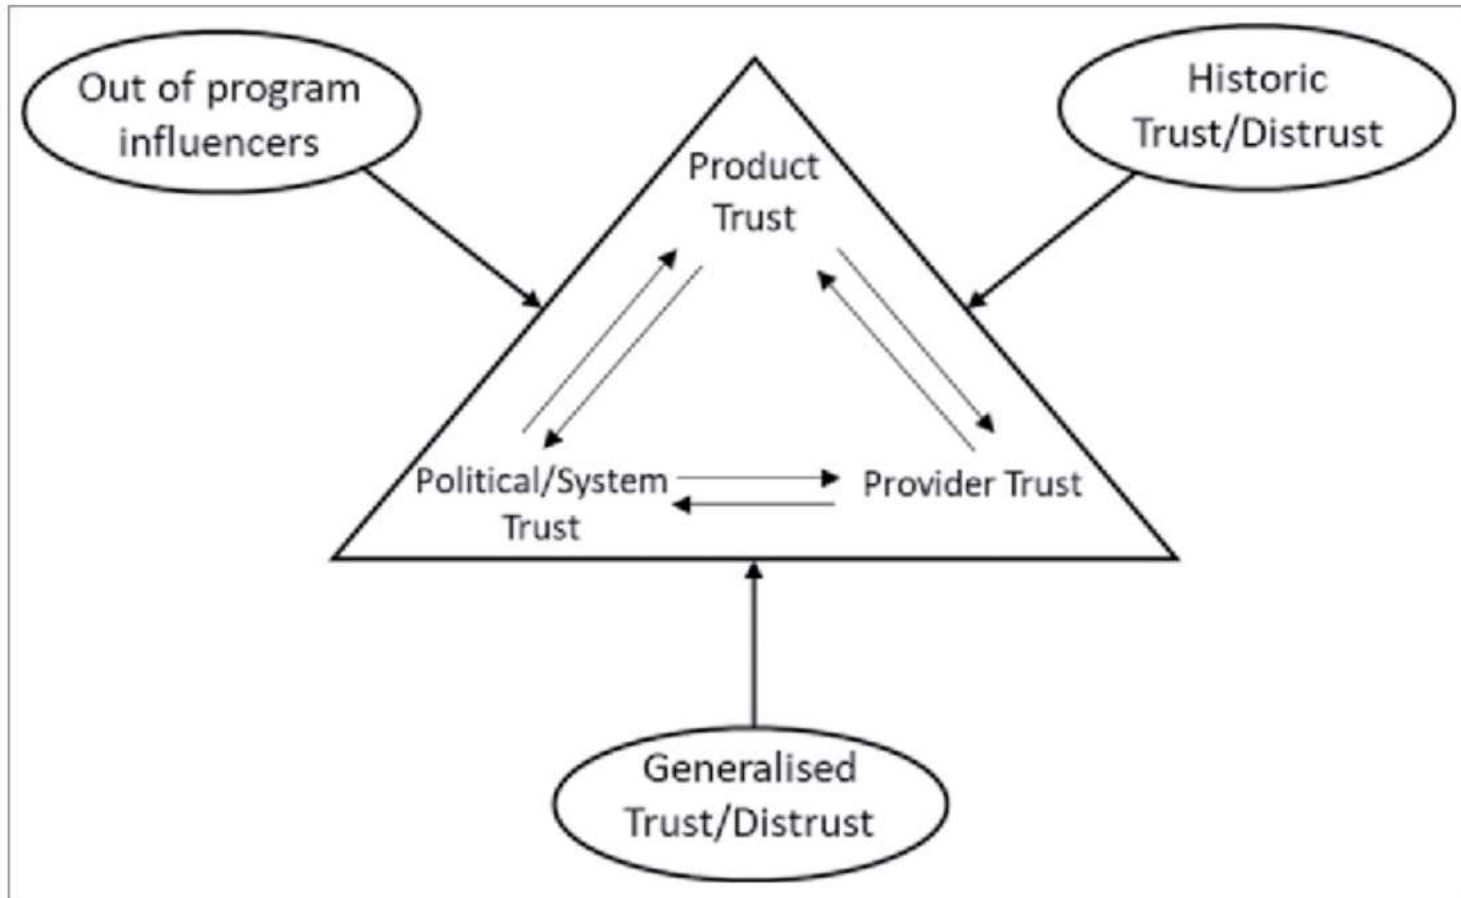 Out of program
influencers
Historic
Trust/Distrust
Product
Trust
Political/System
Trust
Provider Trust
Generalised
Trust/Distrust